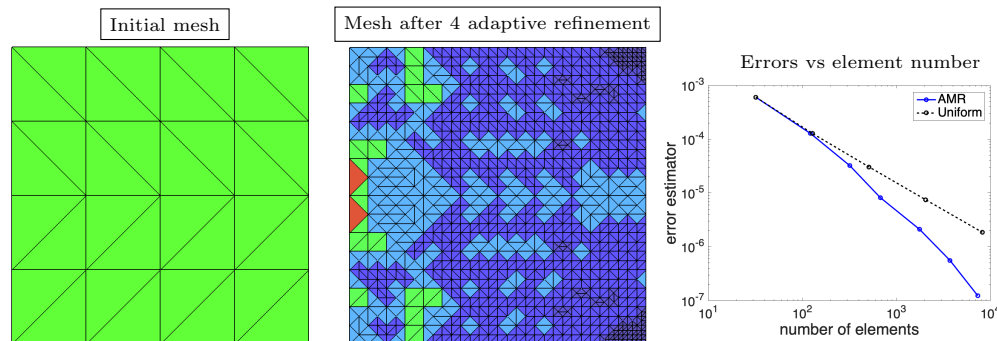 Initial mesh
Mesh after 4 adaptive refinement
Errors vs element number
error estimator
10^-3
10^-4
10^-5
10^-6
10^-7
AMR
Uniform
10^1
10^2
10^3
10^4
number of elements